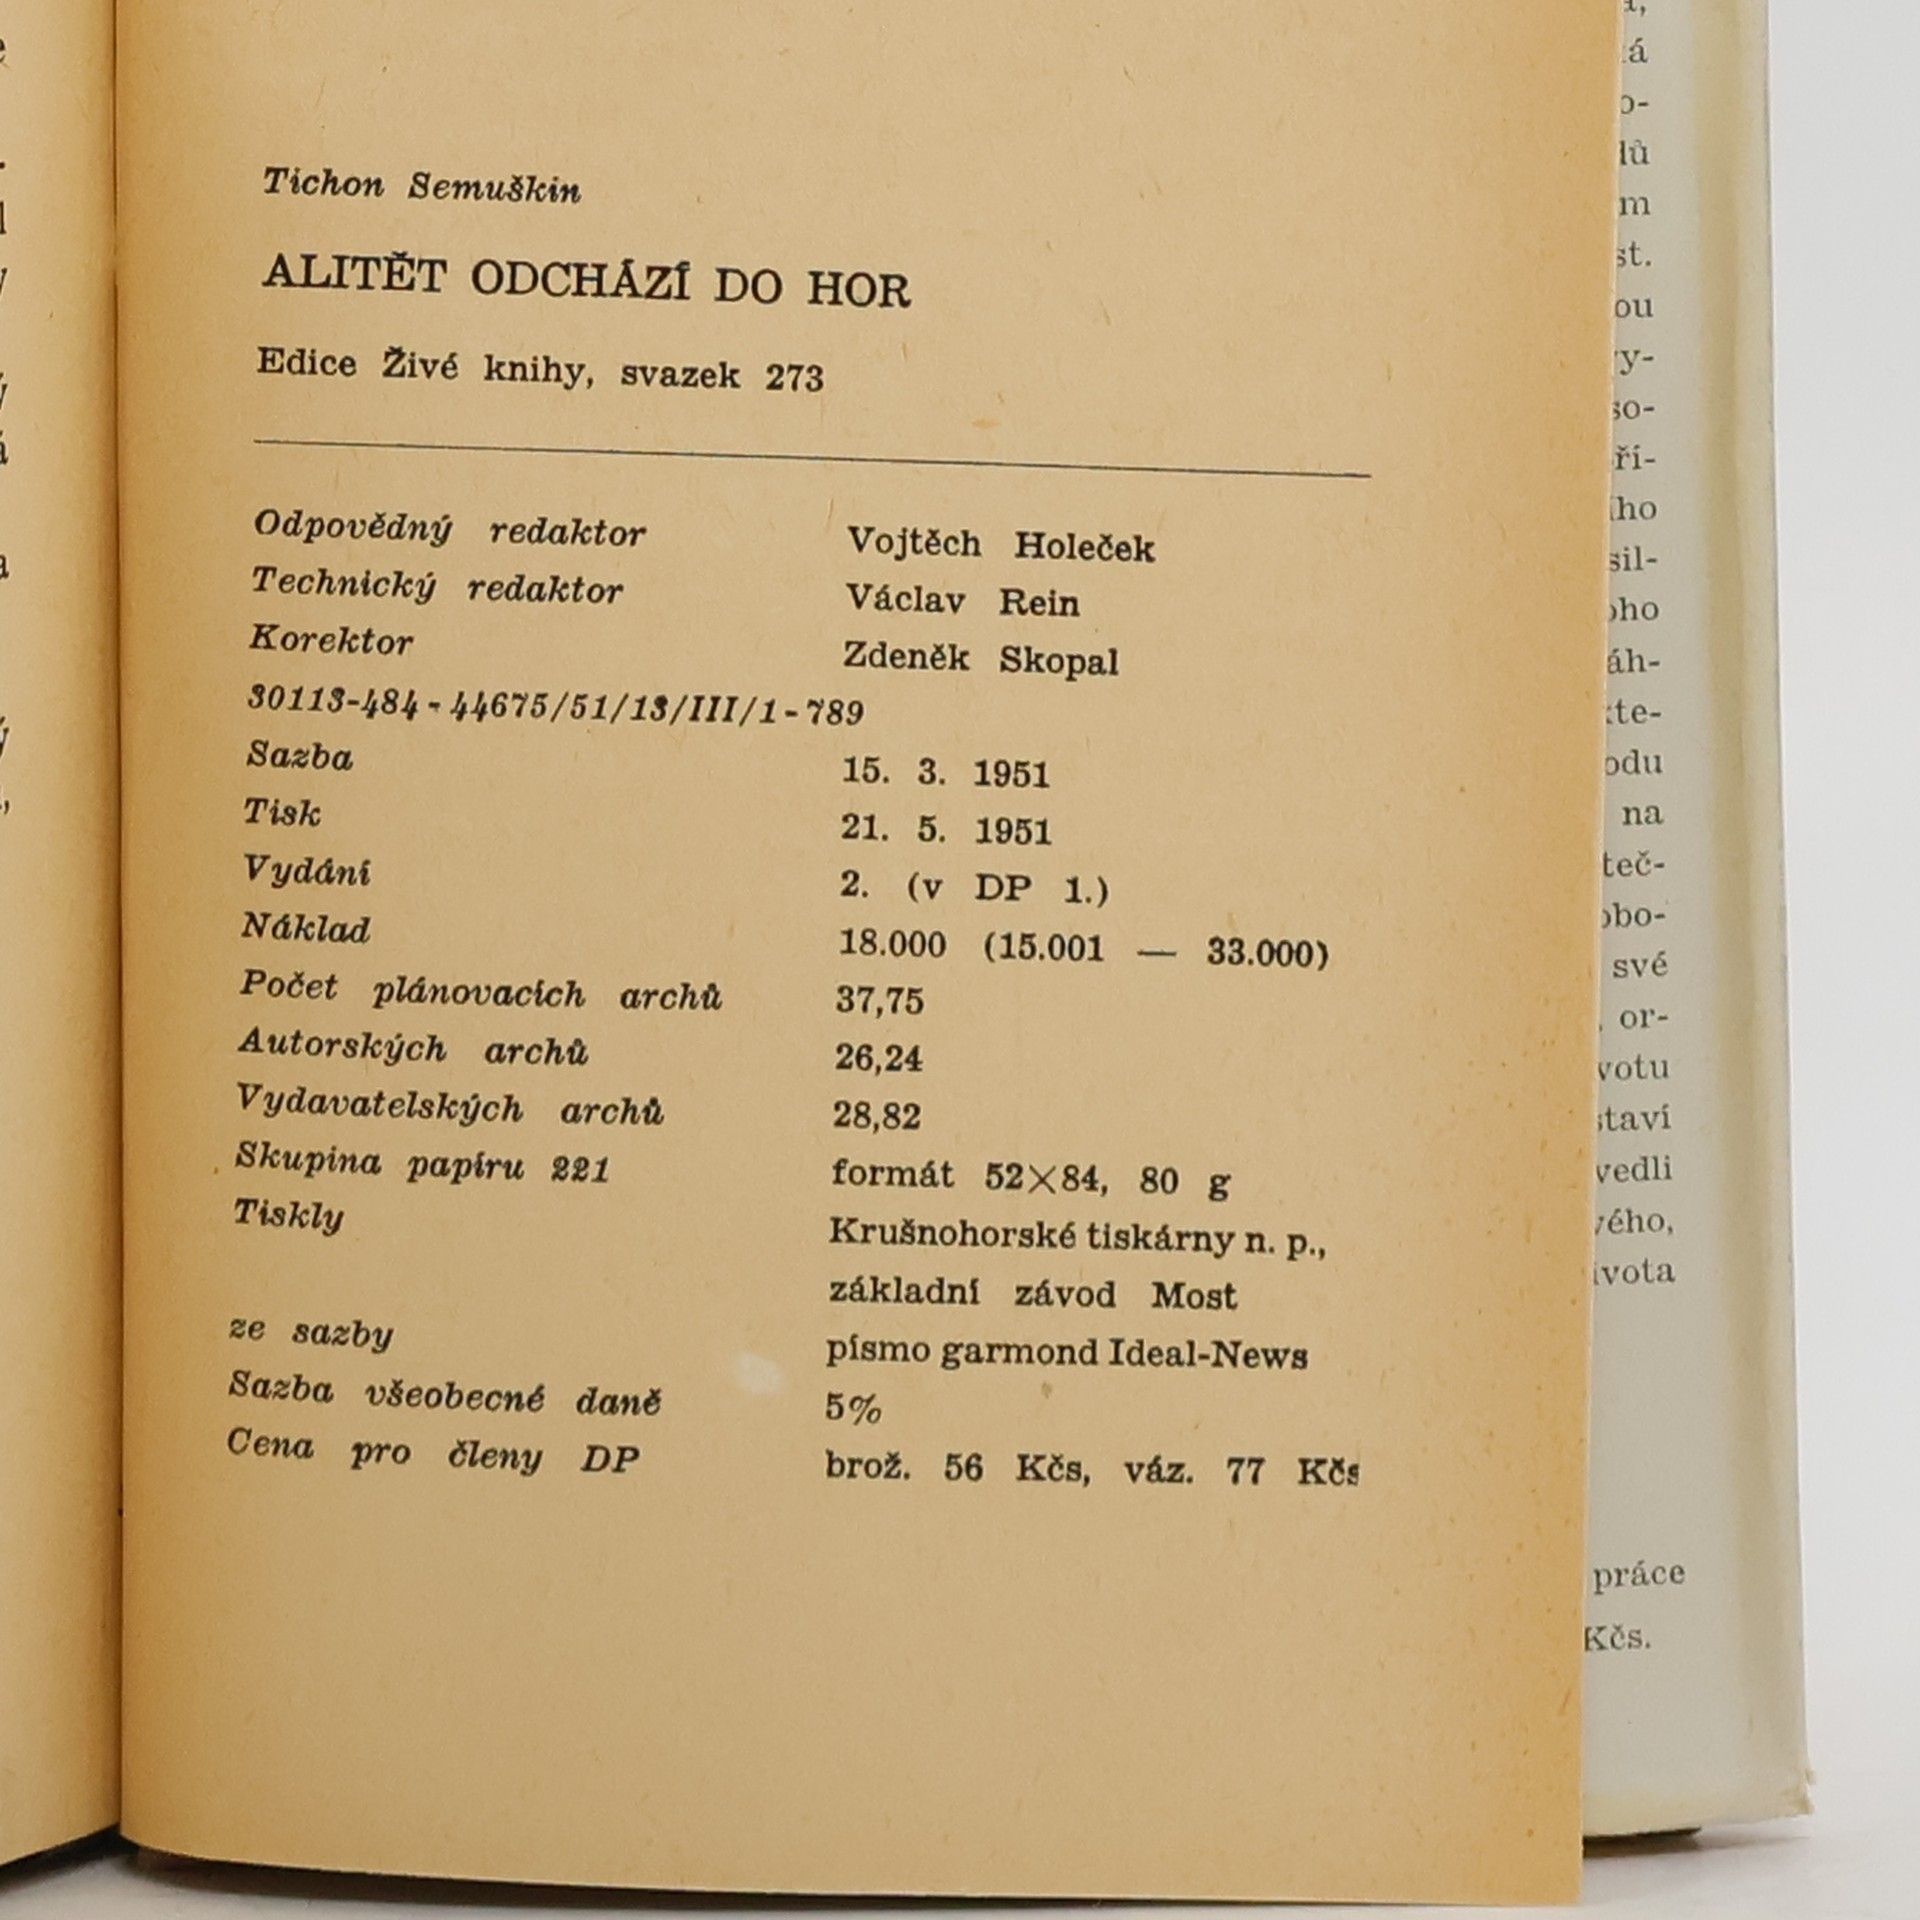 Tichon Semuškin
ALITĚT ODCHÁZÍ DO HOR
Edice Živé knihy, svazek 273
Odpovědný redaktor Vojtěch Holeček
Technický redaktor Václav Rein
Korektor Zdeněk Skopal
30113-484 - 44675/51/13/III/1 - 789
Sazba 15. 3. 1951
Tisk 21. 5. 1951
Vydání 2. (v DP 1.)
Náklad 18.000 (15.001 — 33.000)
Počet plánovacích archů 37,75
Autorských archů 26,24
Vydavatelských archů 28,82
Skupina papíru 221 formát 52×84, 80 g
Tiskly Krušnohorské tiskárny n. p.,
základní závod Most
ze sazby písmo garmond Ideal-News
Sazba všeobecné daně 5%
Cena pro členy DP brož. 56 Kčs, váz. 77 Kčs
na
své
práce
Kčs.